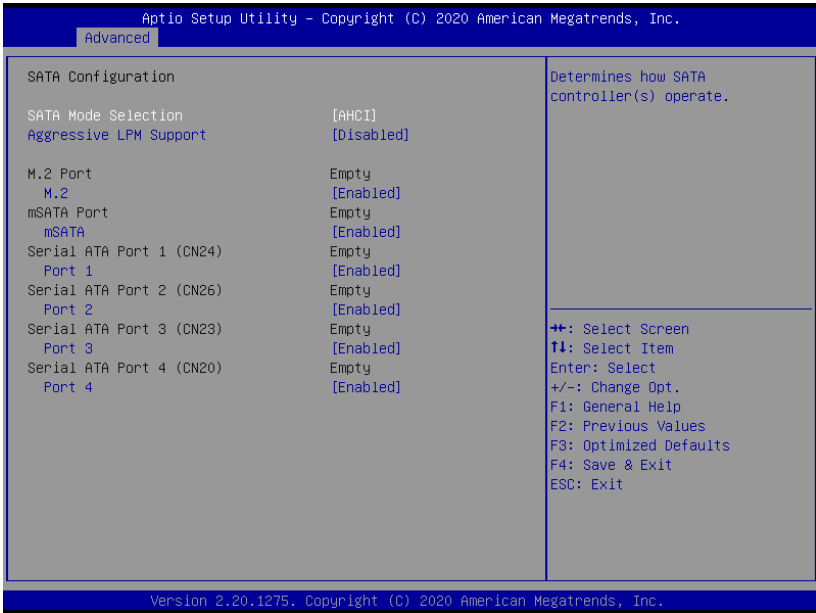 Aptio Setup Utility – Copyright (C) 2020 American Megatrends, Inc.
Advanced
SATA Configuration
SATA Mode Selection [AHCI]
Aggressive LPM Support [Disabled]
M.2 Port Empty
M.2 [Enabled]
mSATA Port Empty
mSATA [Enabled]
Serial ATA Port 1 (CN24) Empty
Port 1 [Enabled]
Serial ATA Port 2 (CN26) Empty
Port 2 [Enabled]
Serial ATA Port 3 (CN23) Empty
Port 3 [Enabled]
Serial ATA Port 4 (CN20) Empty
Port 4 [Enabled]
Determines how SATA
controller(s) operate.
→←: Select Screen
↑↓: Select Item
Enter: Select
+/-: Change Opt.
F1: General Help
F2: Previous Values
F3: Optimized Defaults
F4: Save & Exit
ESC: Exit
Version 2.20.1275. Copyright (C) 2020 American Megatrends, Inc.